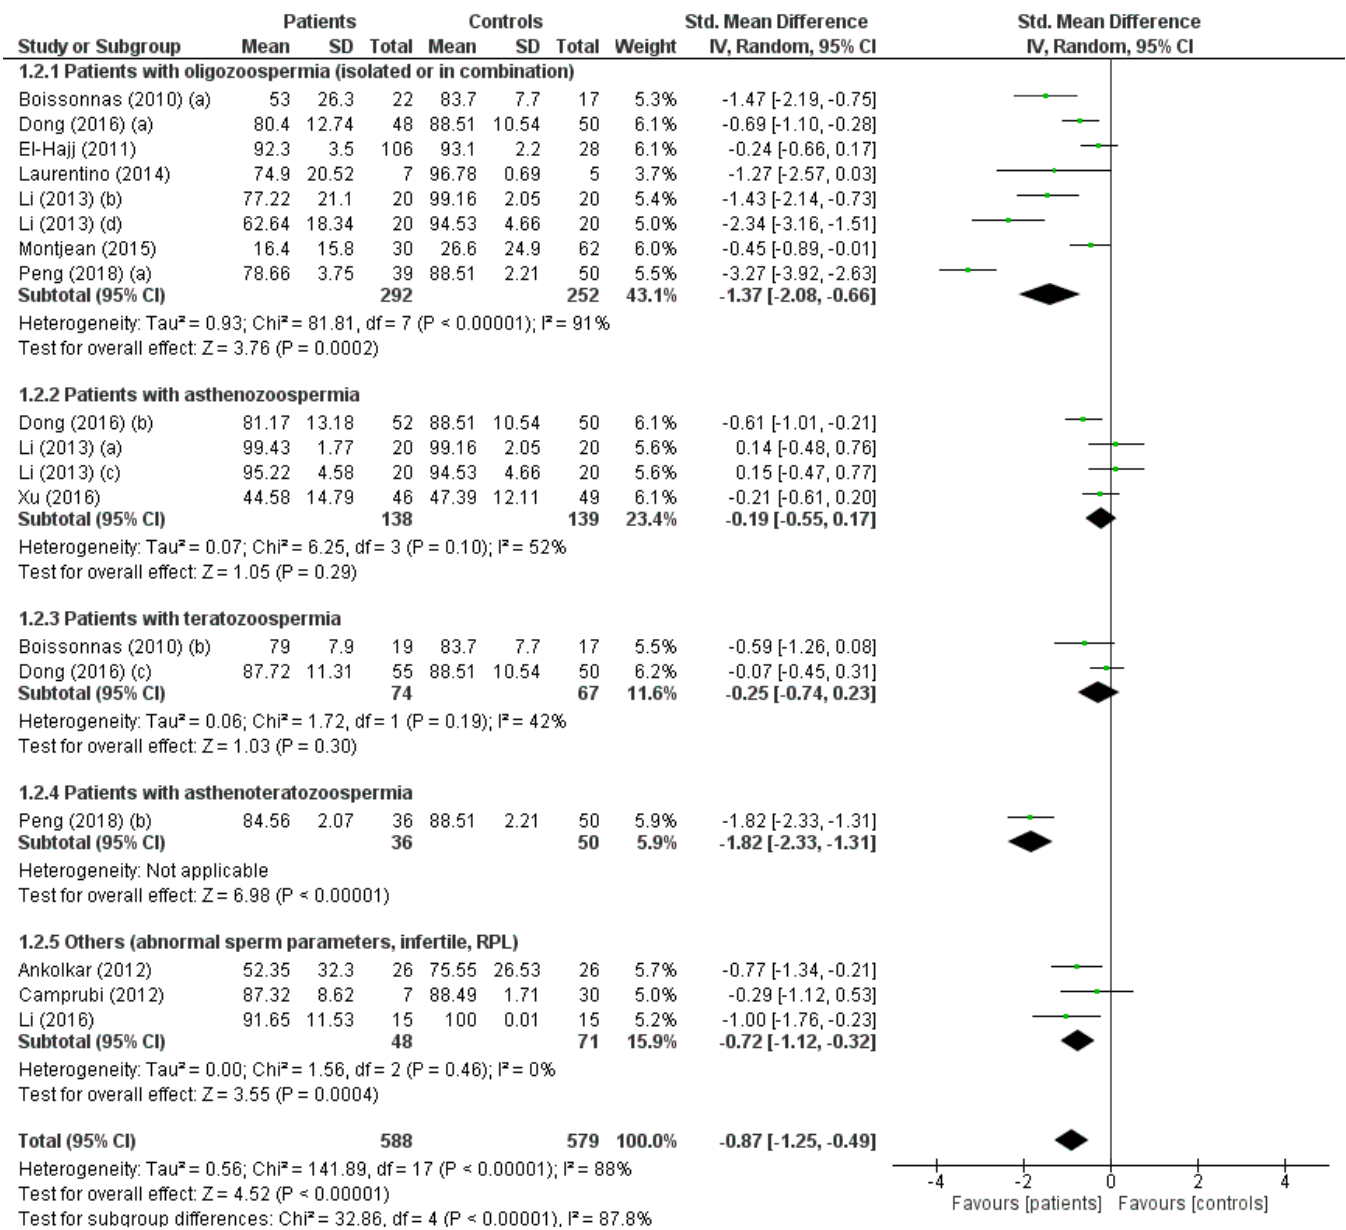 Patients Controls Std. Mean Difference Std. Mean Difference
Study or Subgroup Mean SD Total Mean SD Total Weight IV, Random, 95% CI IV, Random, 95% CI
1.2.1 Patients with oligozoospermia (isolated or in combination)
Boissonnas (2010) (a) 53 26.3 22 83.7 7.7 17 5.3% -1.47 [-2.19, -0.75]
Dong (2016) (a) 80.4 12.74 48 88.51 10.54 50 6.1% -0.69 [-1.10, -0.28]
El-Hajj (2011) 92.3 3.5 106 93.1 2.2 28 6.1% -0.24 [-0.66, 0.17]
Laurentino (2014) 74.9 20.52 7 96.78 0.69 5 3.7% -1.27 [-2.57, 0.03]
Li (2013) (b) 77.22 21.1 20 99.16 2.05 20 5.4% -1.43 [-2.14, -0.73]
Li (2013) (d) 62.64 18.34 20 94.53 4.66 20 5.0% -2.34 [-3.16, -1.51]
Montjean (2015) 16.4 15.8 30 26.6 24.9 62 6.0% -0.45 [-0.89, -0.01]
Peng (2018) (a) 78.66 3.75 39 88.51 2.21 50 5.5% -3.27 [-3.92, -2.63]
Subtotal (95% CI) 292 252 43.1% -1.37 [-2.08, -0.66]
Heterogeneity: Tau² = 0.93; Chi² = 81.81, df = 7 (P < 0.00001); I² = 91%
Test for overall effect: Z = 3.76 (P = 0.0002)
1.2.2 Patients with asthenozoospermia
Dong (2016) (b) 81.17 13.18 52 88.51 10.54 50 6.1% -0.61 [-1.01, -0.21]
Li (2013) (a) 99.43 1.77 20 99.16 2.05 20 5.6% 0.14 [-0.48, 0.76]
Li (2013) (c) 95.22 4.58 20 94.53 4.66 20 5.6% 0.15 [-0.47, 0.77]
Xu (2016) 44.58 14.79 46 47.39 12.11 49 6.1% -0.21 [-0.61, 0.20]
Subtotal (95% CI) 138 139 23.4% -0.19 [-0.55, 0.17]
Heterogeneity: Tau² = 0.07; Chi² = 6.25, df = 3 (P = 0.10); I² = 52%
Test for overall effect: Z = 1.05 (P = 0.29)
1.2.3 Patients with teratozoospermia
Boissonnas (2010) (b) 79 7.9 19 83.7 7.7 17 5.5% -0.59 [-1.26, 0.08]
Dong (2016) (c) 87.72 11.31 55 88.51 10.54 50 6.2% -0.07 [-0.45, 0.31]
Subtotal (95% CI) 74 67 11.6% -0.25 [-0.74, 0.23]
Heterogeneity: Tau² = 0.06; Chi² = 1.72, df = 1 (P = 0.19); I² = 42%
Test for overall effect: Z = 1.03 (P = 0.30)
1.2.4 Patients with asthenoteratozoospermia
Peng (2018) (b) 84.56 2.07 36 88.51 2.21 50 5.9% -1.82 [-2.33, -1.31]
Subtotal (95% CI) 36 50 5.9% -1.82 [-2.33, -1.31]
Heterogeneity: Not applicable
Test for overall effect: Z = 6.98 (P < 0.00001)
1.2.5 Others (abnormal sperm parameters, infertile, RPL)
Ankolkar (2012) 52.35 32.3 26 75.55 26.53 26 5.7% -0.77 [-1.34, -0.21]
Camprubi (2012) 87.32 8.62 7 88.49 1.71 30 5.0% -0.29 [-1.12, 0.53]
Li (2016) 91.65 11.53 15 100 0.01 15 5.2% -1.00 [-1.76, -0.23]
Subtotal (95% CI) 48 71 15.9% -0.72 [-1.12, -0.32]
Heterogeneity: Tau² = 0.00; Chi² = 1.56, df = 2 (P = 0.46); I² = 0%
Test for overall effect: Z = 3.55 (P = 0.0004)
Total (95% CI) 588 579 100.0% -0.87 [-1.25, -0.49]
Heterogeneity: Tau² = 0.56; Chi² = 141.89, df = 17 (P < 0.00001); I² = 88%
Test for overall effect: Z = 4.52 (P < 0.00001)
Test for subgroup differences: Chi² = 32.86, df = 4 (P < 0.00001), I² = 87.8%
-4 -2 0 2 4
Favours [patients] Favours [controls]